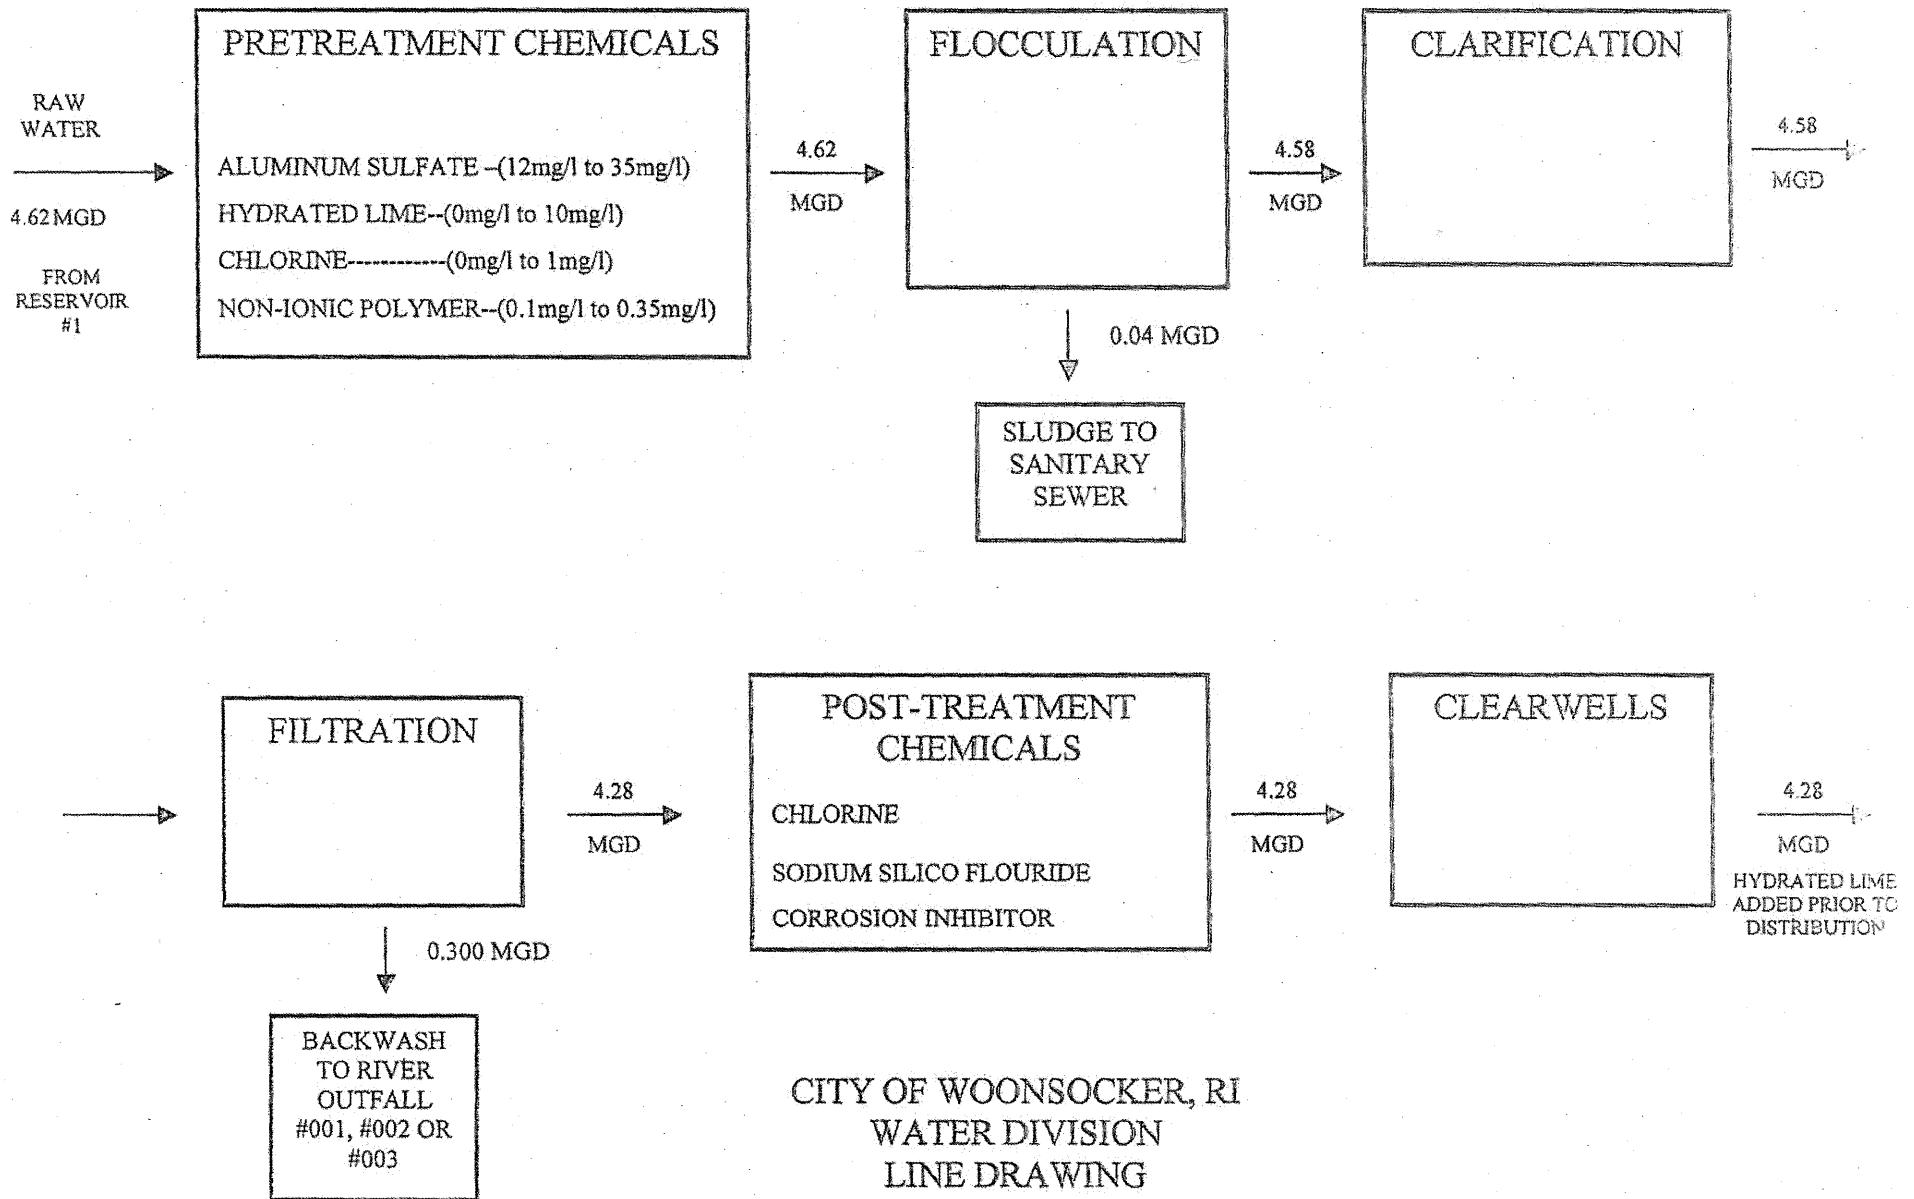 RAW
WATER
4.62 MGD
FROM
RESERVOIR
#1
PRETREATMENT CHEMICALS
ALUMINUM SULFATE –(12mg/l to 35mg/l)
HYDRATED LIME--(0mg/l to 10mg/l)
CHLORINE------------(0mg/l to 1mg/l)
NON-IONIC POLYMER--(0.1mg/l to 0.35mg/l)
4.62
MGD
FLOCCULATION
0.04 MGD
SLUDGE TO
SANITARY
SEWER
4.58
MGD
CLARIFICATION
4.58
MGD
FILTRATION
0.300 MGD
BACKWASH
TO RIVER
OUTFALL
#001, #002 OR
#003
4.28
MGD
POST-TREATMENT
CHEMICALS
CHLORINE
SODIUM SILICO FLOURIDE
CORROSION INHIBITOR
4.28
MGD
CLEARWELLS
4.28
MGD
HYDRATED LIME
ADDED PRIOR TO
DISTRIBUTION
CITY OF WOONSOCKER, RI
WATER DIVISION
LINE DRAWING